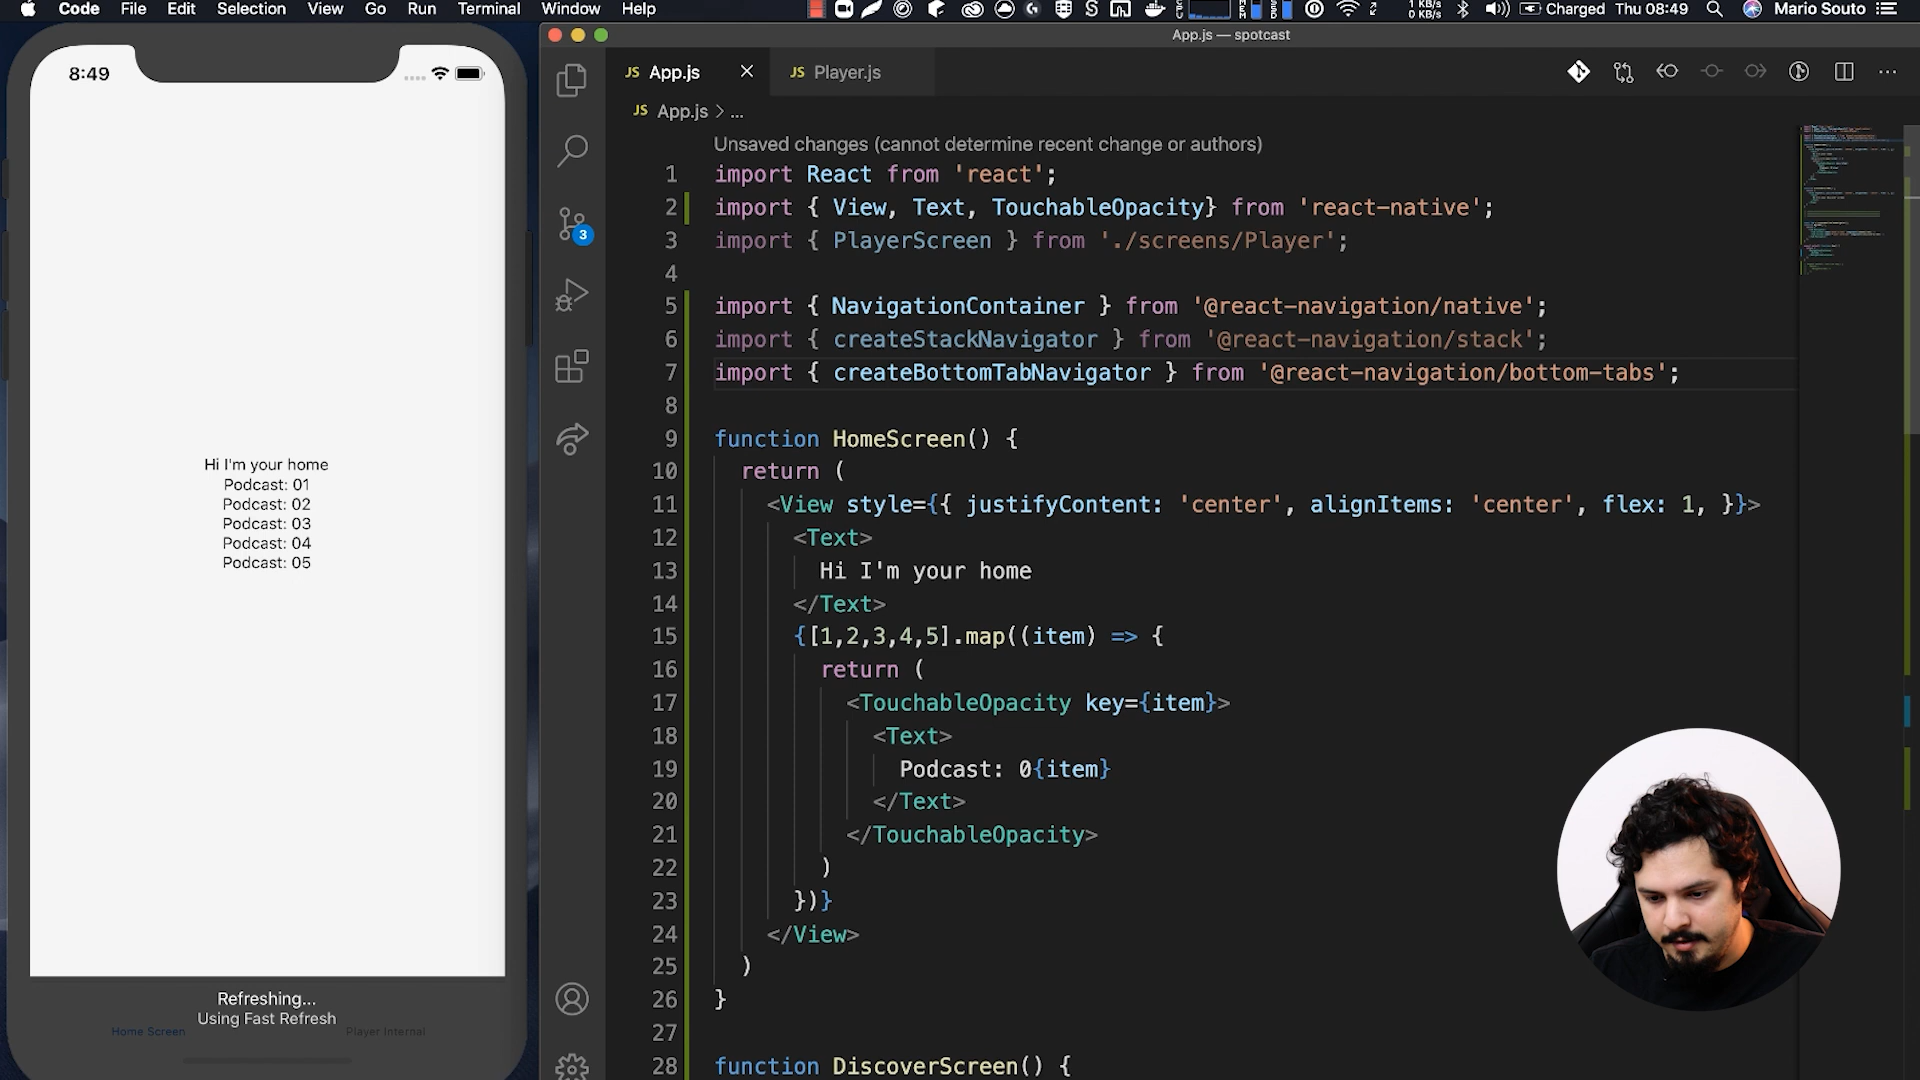 Code File Edit Selection View Go Run Terminal Window Help
1 KB/s
0 KB/s
Charged Thu 08:49 Mario Souto
App.js — spotcast
8:49
JS App.js
JS Player.js
JS App.js > ...
Unsaved changes (cannot determine recent change or authors)
1 import React from 'react';
2 import { View, Text, TouchableOpacity} from 'react-native';
3 import { PlayerScreen } from './screens/Player';
4
5 import { NavigationContainer } from '@react-navigation/native';
6 import { createStackNavigator } from '@react-navigation/stack';
7 import { createBottomTabNavigator } from '@react-navigation/bottom-tabs';
8
9 function HomeScreen() {
10 return (
11 <View style={{ justifyContent: 'center', alignItems: 'center', flex: 1, }}>
12 <Text>
13 Hi I'm your home
14 </Text>
15 {[1,2,3,4,5].map((item) => {
16 return (
17 <TouchableOpacity key={item}>
18 <Text>
19 Podcast: 0{item}
20 </Text>
21 </TouchableOpacity>
22 )
23 })}
24 </View>
25 )
26 }
27
28 function DiscoverScreen() {
3
Hi I'm your home
Podcast: 01
Podcast: 02
Podcast: 03
Podcast: 04
Podcast: 05
Refreshing...
Using Fast Refresh
Home Screen
Player Internal